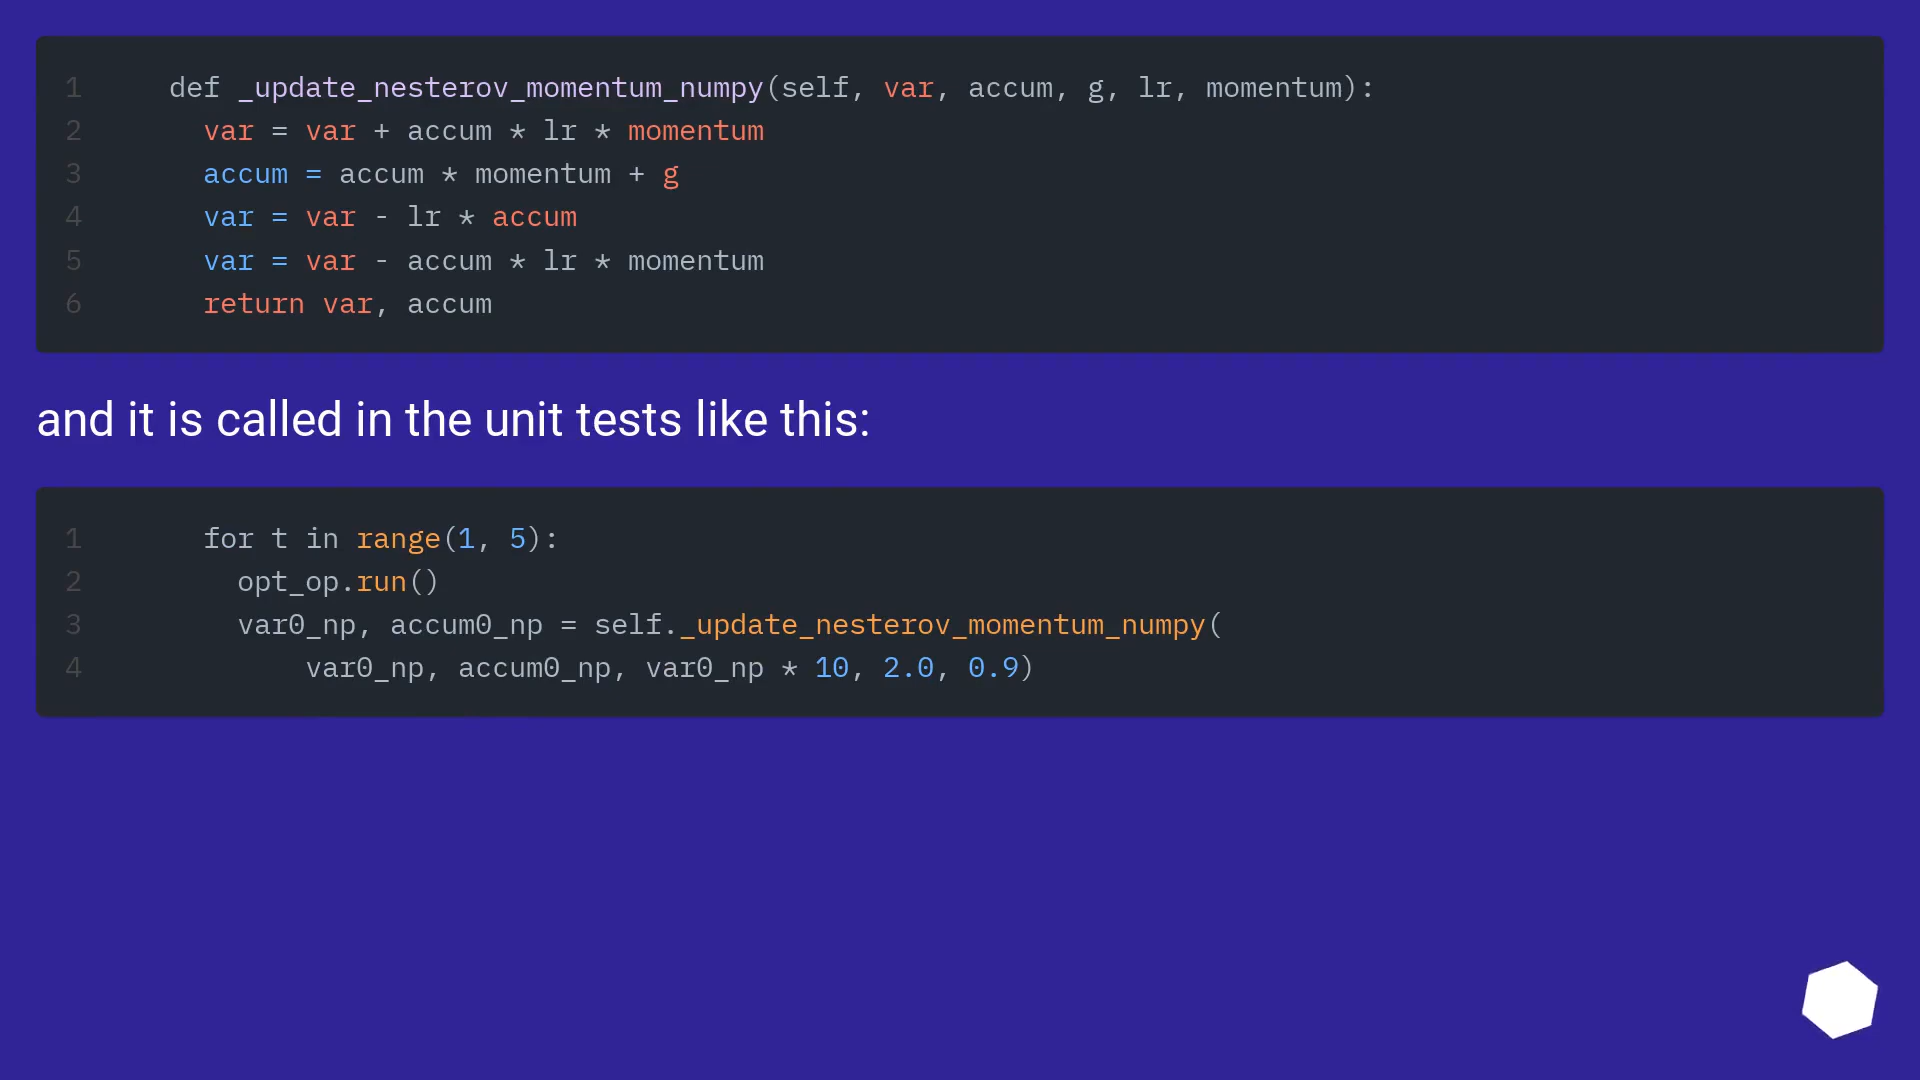 1 def _update_nesterov_momentum_numpy(self, var, accum, g, lr, momentum):
2 var = var + accum * lr * momentum
3 accum = accum * momentum + g
4 var = var - lr * accum
5 var = var - accum * lr * momentum
6 return var, accum
and it is called in the unit tests like this:
1 for t in range(1, 5):
2 opt_op.run()
3 var0_np, accum0_np = self._update_nesterov_momentum_numpy(
4 var0_np, accum0_np, var0_np * 10, 2.0, 0.9)